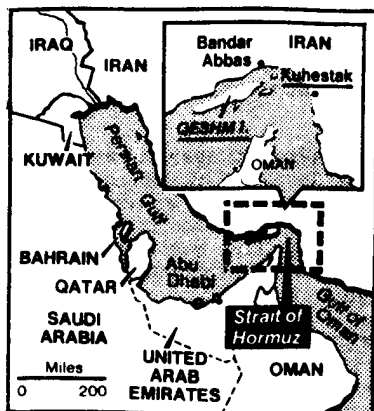 IRAQ
IRAN
KUWAIT
Persian Gulf
BAHRAIN
QATAR
SAUDI
ARABIA
Abu
Dhabi
UNITED
ARAB
EMIRATES
Miles
0 200
Bandar
Abbas
IRAN
Kuhestak
QESHM I.
OMAN
Strait of
Hormuz
Gulf of
Oman
OMAN